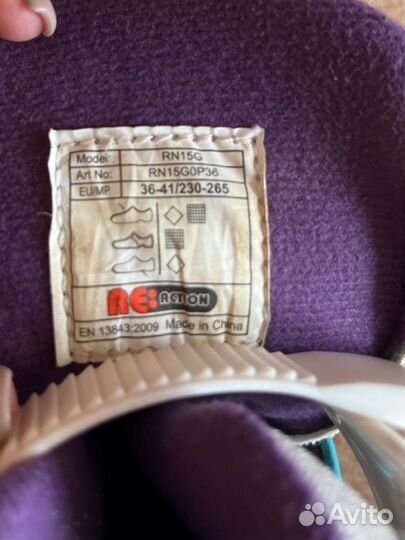 Model: RN15G
Art No: RN15G0P36
EU/MP 36-41/230-265
RE:ACTION
EN 13843:2009 Made in China
Avito